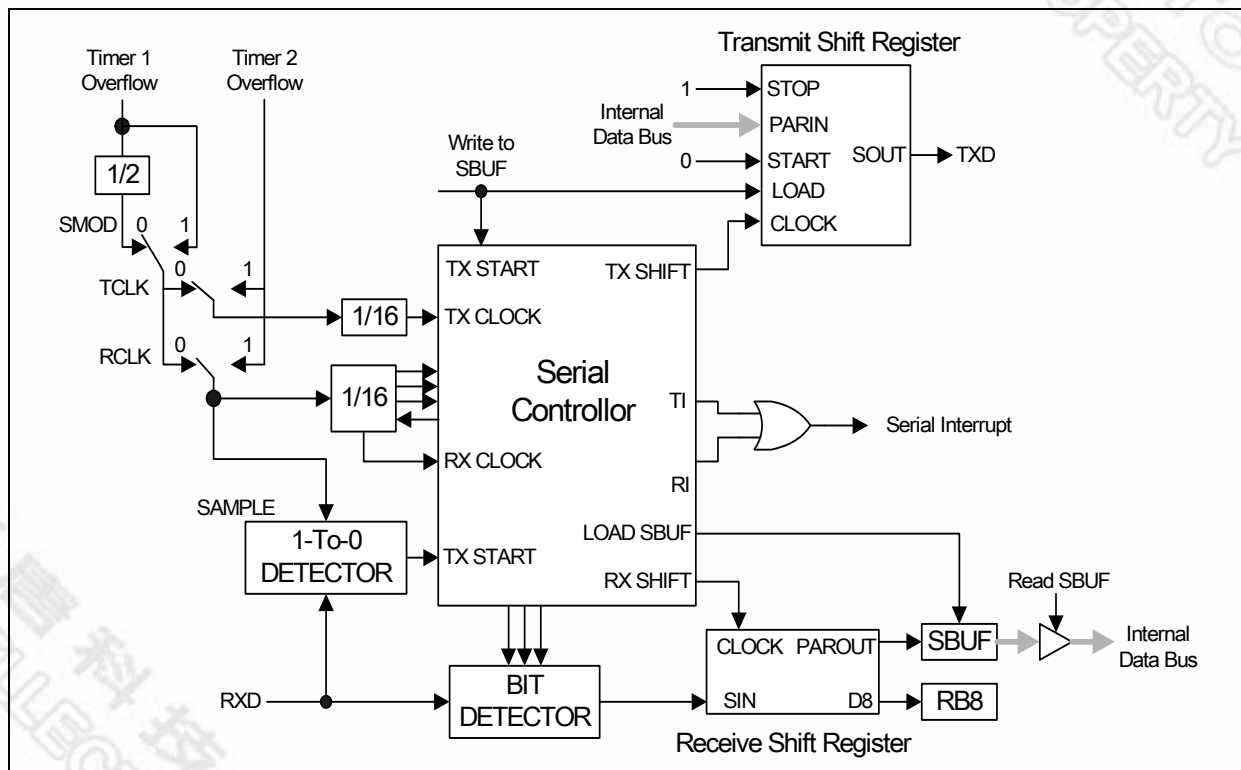 Timer 1
Overflow
Timer 2
Overflow
Transmit Shift Register
1
STOP
Internal
Data Bus
PARIN
0
START
SOUT
TXD
Write to
SBUF
LOAD
CLOCK
1/2
SMOD
0
1
TX START
TX SHIFT
TCLK
0
1
1/16
TX CLOCK
RCLK
0
1
1/16
Serial
Controllor
TI
Serial Interrupt
RX CLOCK
RI
SAMPLE
1-To-0
DETECTOR
TX START
LOAD SBUF
RX SHIFT
Read SBUF
CLOCK
PAROUT
SBUF
Internal
Data Bus
RXD
BIT
DETECTOR
SIN
D8
RB8
Receive Shift Register
科技